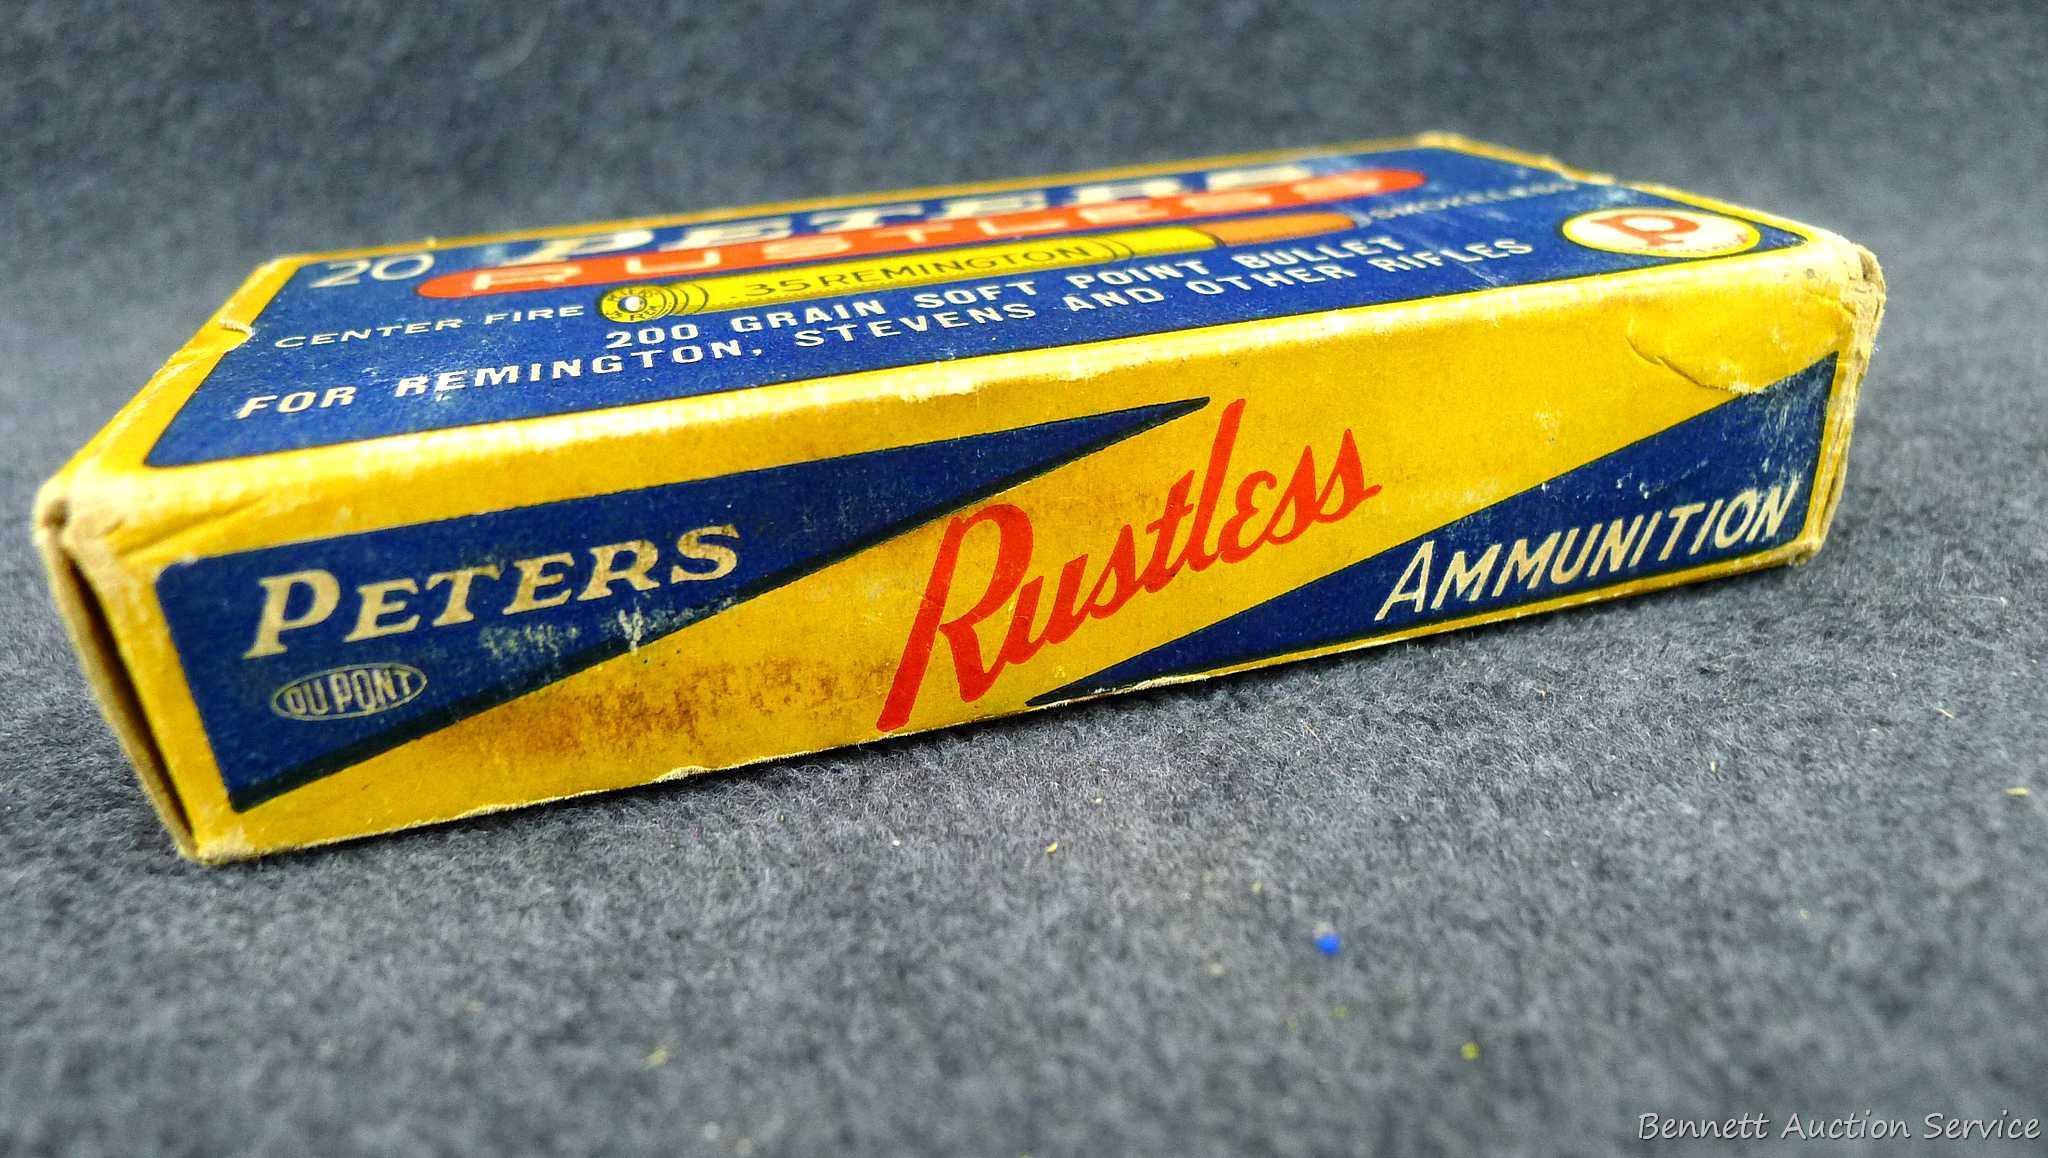 20 PETERS
RUSTLESS
CENTER FIRE .35 REMINGTON SMOKELESS
200 GRAIN SOFT POINT BULLET
FOR REMINGTON, STEVENS AND OTHER RIFLES
P
PETERS
DU PONT
Rustless
AMMUNITION
Bennett Auction Service